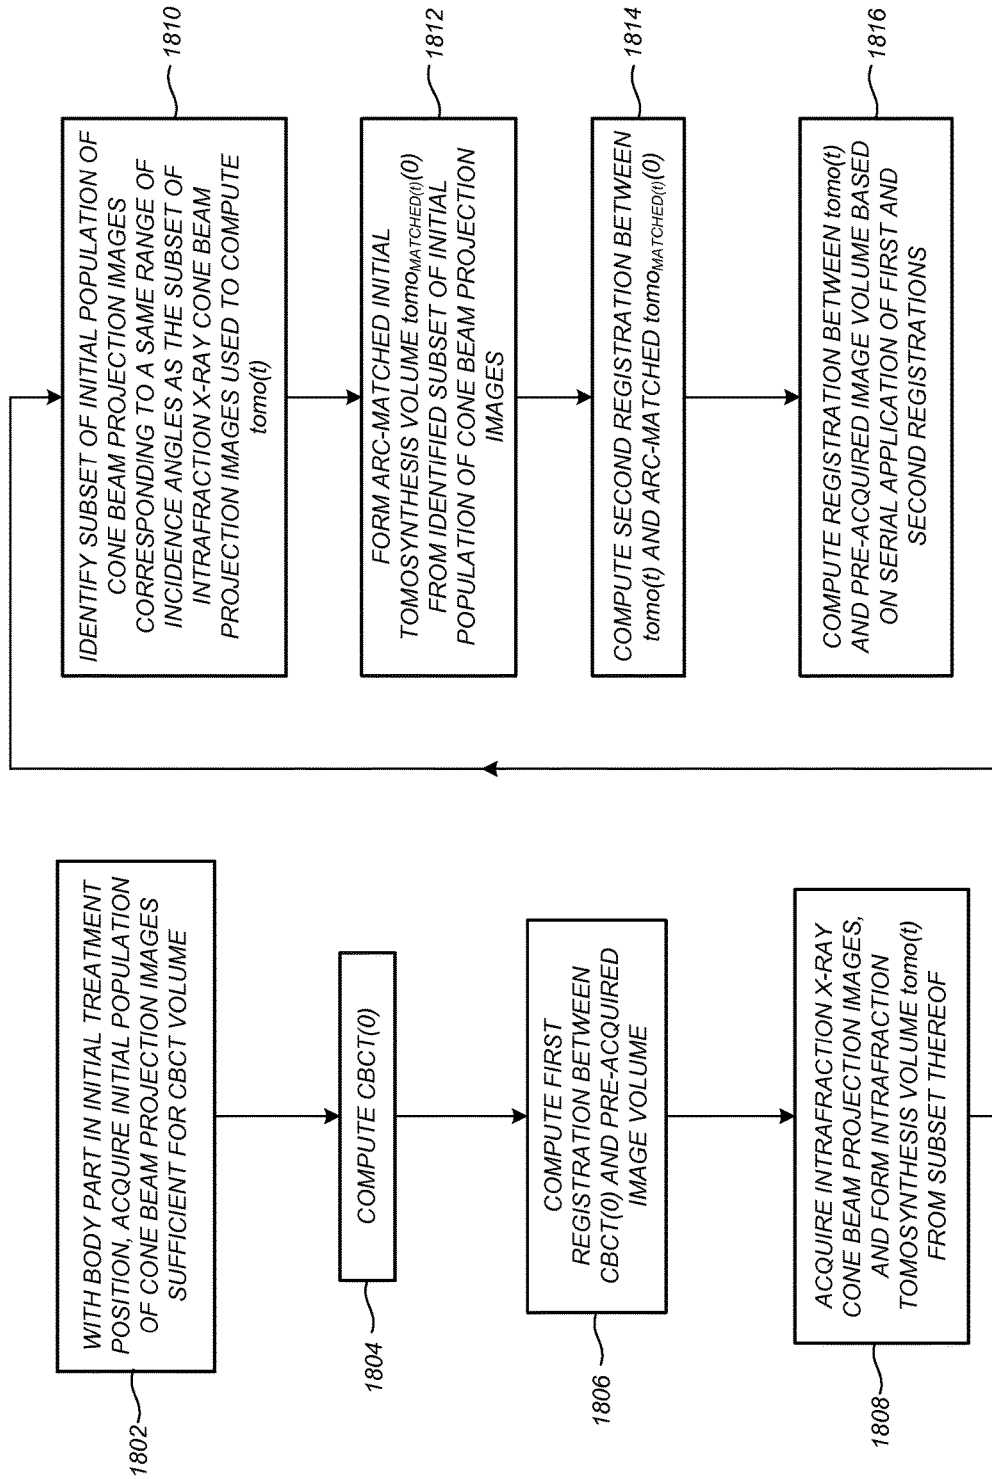 WITH BODY PART IN INITIAL TREATMENT
POSITION, ACQUIRE INITIAL POPULATION
OF CONE BEAM PROJECTION IMAGES
SUFFICIENT FOR CBCT VOLUME
1802
COMPUTE CBCT(0)
1804
COMPUTE FIRST
REGISTRATION BETWEEN
CBCT(0) AND PRE-ACQUIRED
IMAGE VOLUME
1806
ACQUIRE INTRAFRACTION X-RAY
CONE BEAM PROJECTION IMAGES,
AND FORM INTRAFRACTION
TOMOSYNTHESIS VOLUME tomo(t)
FROM SUBSET THEREOF
1808
IDENTIFY SUBSET OF INITIAL POPULATION OF
CONE BEAM PROJECTION IMAGES
CORRESPONDING TO A SAME RANGE OF
INCIDENCE ANGLES AS THE SUBSET OF
INTRAFRACTION X-RAY CONE BEAM
PROJECTION IMAGES USED TO COMPUTE
tomo(t)
1810
FORM ARC-MATCHED INITIAL
TOMOSYNTHESIS VOLUME tomoMATCHED(t)(0)
FROM IDENTIFIED SUBSET OF INITIAL
POPULATION OF CONE BEAM PROJECTION
IMAGES
1812
COMPUTE SECOND REGISTRATION BETWEEN
tomo(t) AND ARC-MATCHED tomoMATCHED(t)(0)
1814
COMPUTE REGISTRATION BETWEEN tomo(t)
AND PRE-ACQUIRED IMAGE VOLUME BASED
ON SERIAL APPLICATION OF FIRST AND
SECOND REGISTRATIONS
1816